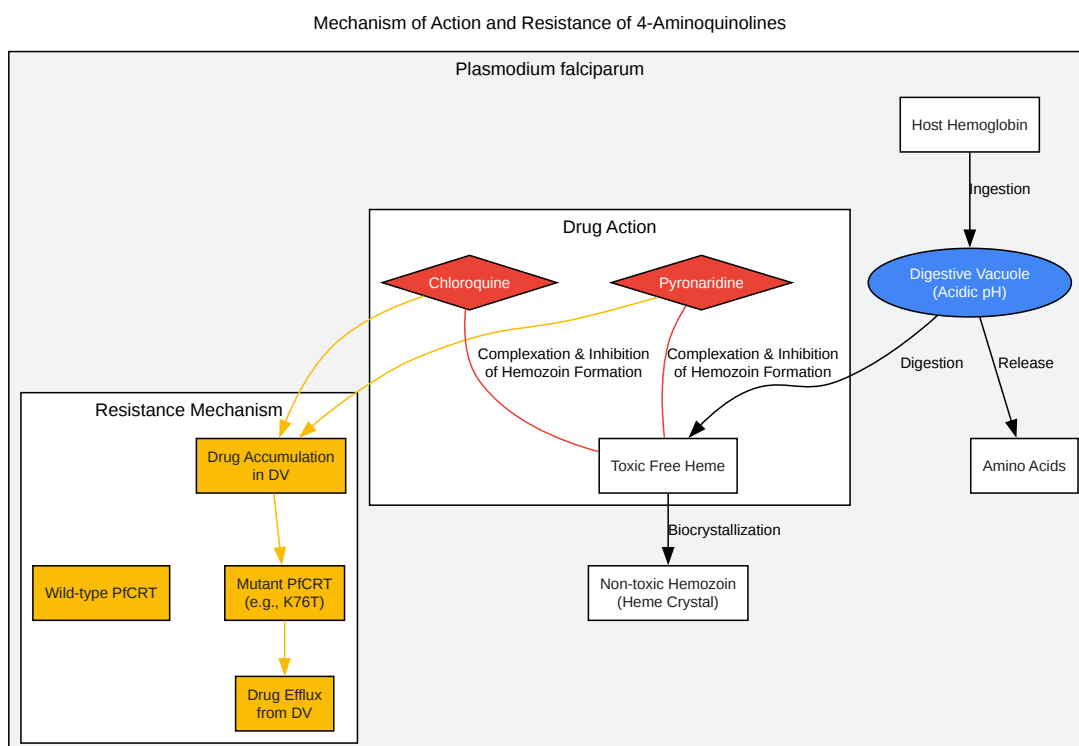 Mechanism of Action and Resistance of 4-Aminoquinolines
Plasmodium falciparum
Host Hemoglobin
Ingestion
Digestive Vacuole
(Acidic pH)
Digestion
Release
Amino Acids
Drug Action
Chloroquine
Pyronaridine
Complexation & Inhibition
of Hemozoin Formation
Complexation & Inhibition
of Hemozoin Formation
Toxic Free Heme
Biocrystallization
Non-toxic Hemozoin
(Heme Crystal)
Resistance Mechanism
Drug Accumulation
in DV
Wild-type PfCRT
Mutant PfCRT
(e.g., K76T)
Drug Efflux
from DV